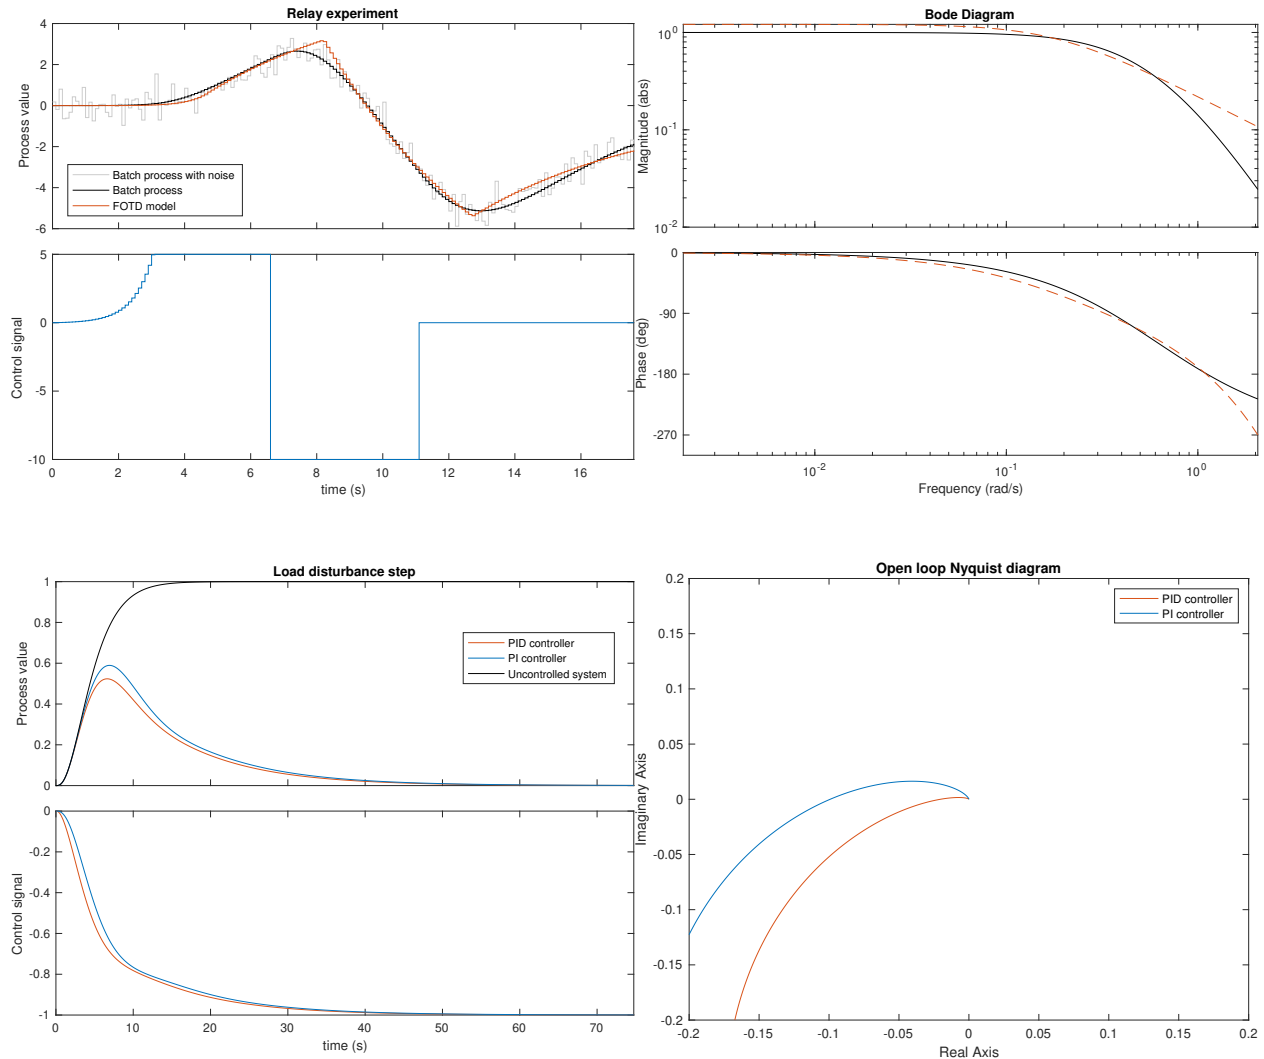 Relay experiment
4
2
0
-2
-4
-6
Process value
Batch process with noise
Batch process
FOTD model
5
0
-5
-10
Control signal
0 2 4 6 8 10 12 14 16
time (s)
Bode Diagram
10^0
10^-1
10^-2
Magnitude (abs)
0
-90
-180
-270
Phase (deg)
10^-2 10^-1 10^0
Frequency (rad/s)
Load disturbance step
1
0.8
0.6
0.4
0.2
0
Process value
PID controller
PI controller
Uncontrolled system
0
-0.2
-0.4
-0.6
-0.8
-1
Control signal
0 10 20 30 40 50 60 70
time (s)
Open loop Nyquist diagram
0.2
0.15
0.1
0.05
0
-0.05
-0.1
-0.15
-0.2
Imaginary Axis
PID controller
PI controller
-0.2 -0.15 -0.1 -0.05 0 0.05 0.1 0.15 0.2
Real Axis